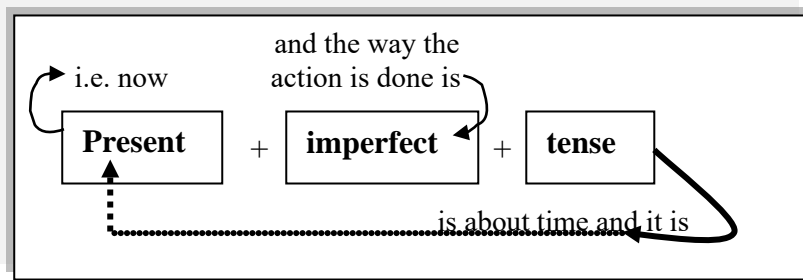 and the way the
i.e. now
action is done is
Present + imperfect + tense
is about time and it is